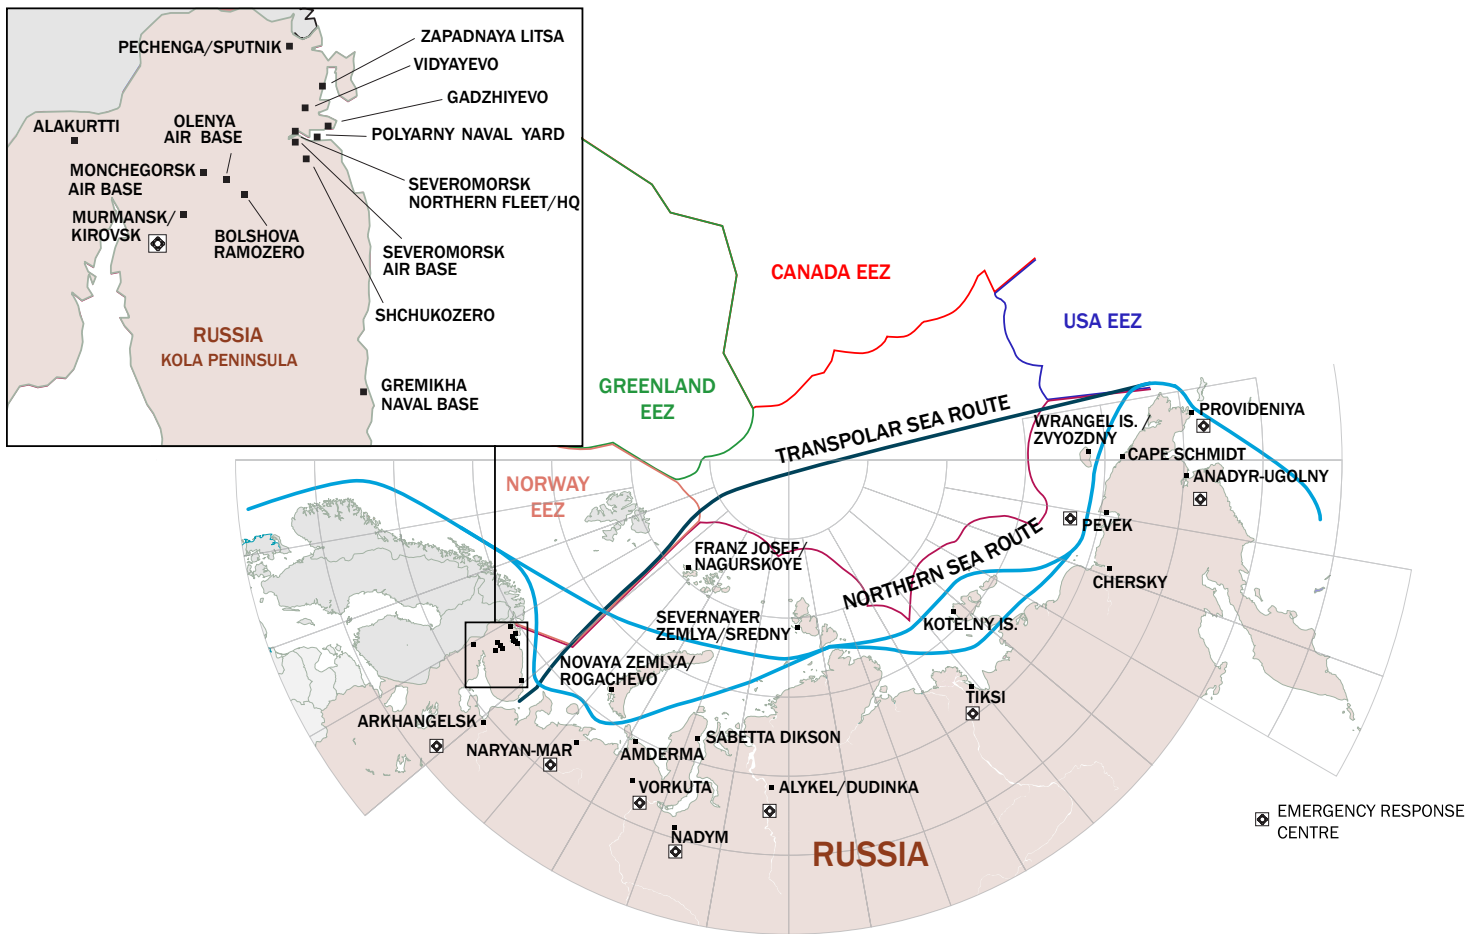 PECHENGA/SPUTNIK
ZAPADNAYA LITSA
VIDYAYEVO
GADZHIYEVO
POLYARNY NAVAL YARD
ALAKURTTI
OLENYA
AIR BASE
MONCHEGORSK
AIR BASE
SEVEROMORSK
NORTHERN FLEET/HQ
MURMANSK/
KIROVSK
BOLSHOVA
RAMOZERO
SEVEROMORSK
AIR BASE
SHCHUKOZERO
RUSSIA
KOLA PENINSULA
GREMIKHA
NAVAL BASE
CANADA EEZ
USA EEZ
GREENLAND
EEZ
NORWAY
EEZ
TRANSPOLAR SEA ROUTE
WRANGEL IS. /
ZVYOZDNY
PROVIDENIYA
CAPE SCHMIDT
ANADYR-UGOLNY
PEVEK
NORTHERN SEA ROUTE
CHERSKY
FRANZ JOSEF/
NAGURSKOYE
SEVERNAYER
ZEMLYA/SREDNY
KOTELNY IS.
NOVAYA ZEMLYA/
ROGACHEVO
TIKSI
ARKHANGELSK
NARYAN-MAR
AMDERMA
SABETTA DIKSON
VORKUTA
ALYKEL/DUDINKA
NADYM
RUSSIA
EMERGENCY RESPONSE
CENTRE